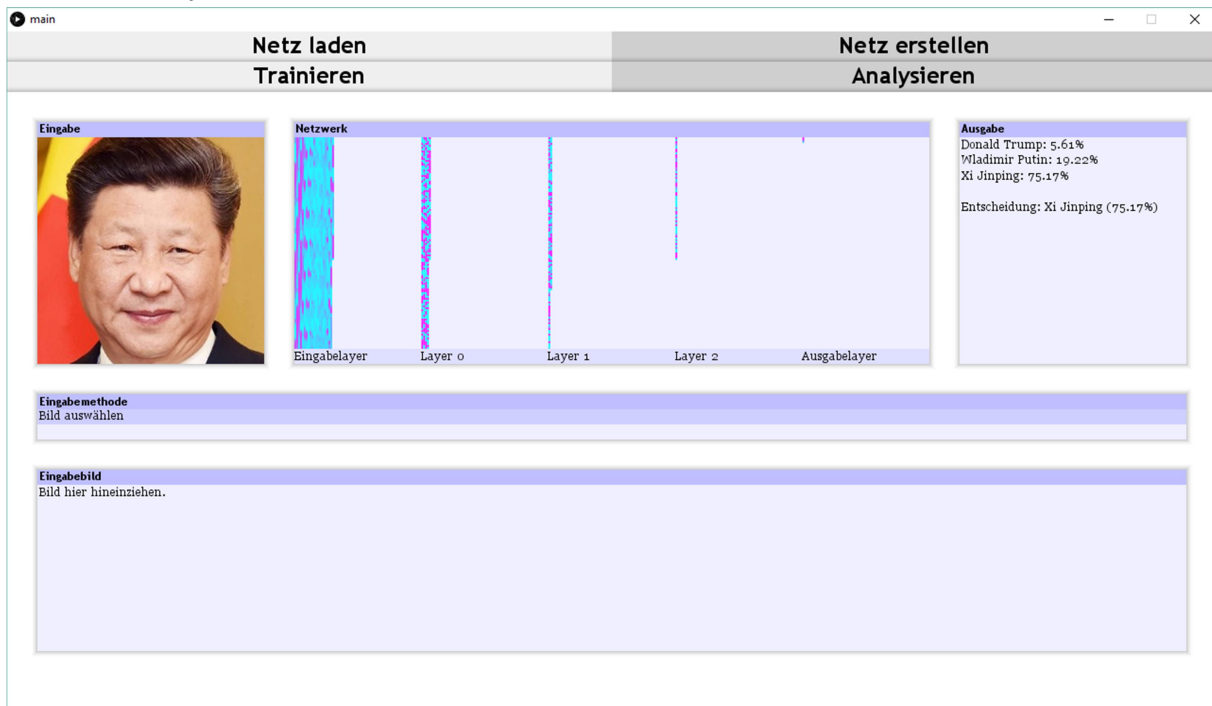 main
Netz laden
Netz erstellen
Trainieren
Analysieren
Eingabe
Netzwerk
Eingabelayer
Layer 0
Layer 1
Layer 2
Ausgabelayer
Ausgabe
Donald Trump: 5.61%
Wladimir Putin: 19.22%
Xi Jinping: 75.17%
Entscheidung: Xi Jinping (75.17%)
Eingabemethode
Bild auswählen
Eingabebild
Bild hier hineinziehen.